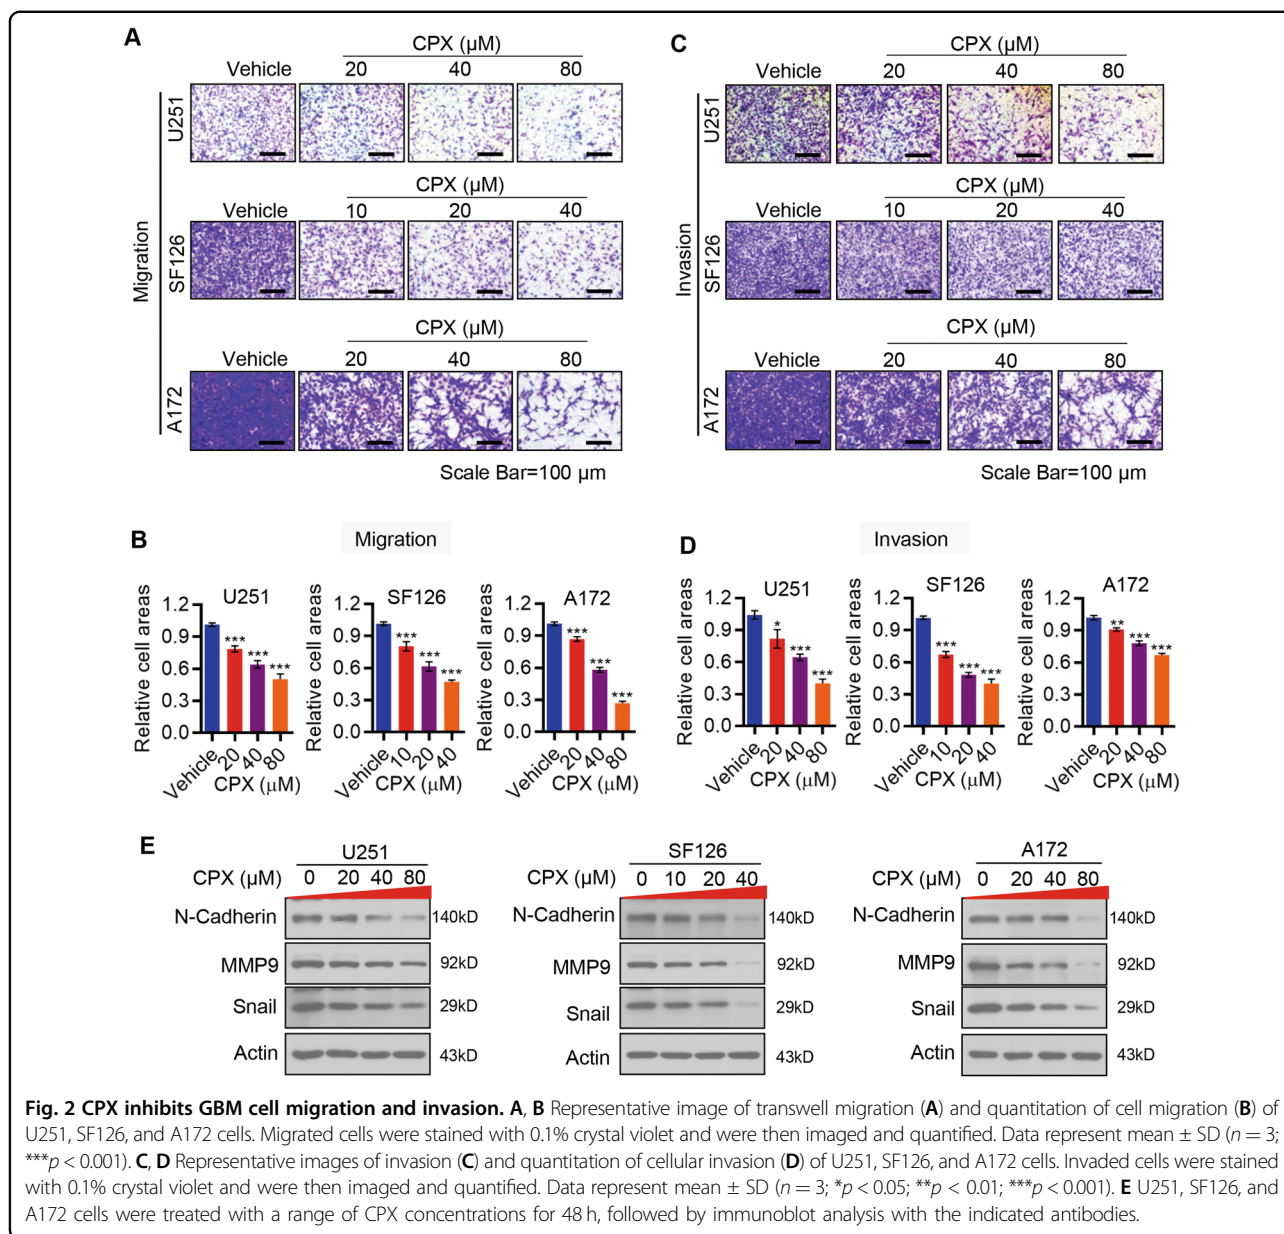 A
CPX (μM)
Vehicle 20 40 80
U251
CPX (μM)
Vehicle 10 20 40
Migration
SF126
CPX (μM)
Vehicle 20 40 80
A172
Scale Bar=100 μm
C
CPX (μM)
Vehicle 20 40 80
U251
CPX (μM)
Vehicle 10 20 40
Invasion
SF126
CPX (μM)
Vehicle 20 40 80
A172
Scale Bar=100 μm
B
Migration
Relative cell areas
U251
1.2
0.9
0.6
0.3
0.0
*** *** ***
Vehicle 20 40 80
CPX (μM)
Relative cell areas
SF126
1.2
0.9
0.6
0.3
0.0
*** *** ***
Vehicle 10 20 40
CPX (μM)
Relative cell areas
A172
1.2
0.9
0.6
0.3
0.0
*** *** ***
Vehicle 20 40 80
CPX (μM)
D
Invasion
Relative cell areas
U251
1.2
0.9
0.6
0.3
0.0
* *** ***
Vehicle 20 40 80
CPX (μM)
Relative cell areas
SF126
1.2
0.9
0.6
0.3
0.0
*** *** ***
Vehicle 10 20 40
CPX (μM)
Relative cell areas
A172
1.2
0.9
0.6
0.3
0.0
** *** ***
Vehicle 20 40 80
CPX (μM)
E
U251
CPX (μM) 0 20 40 80
N-Cadherin 140kD
MMP9 92kD
Snail 29kD
Actin 43kD
SF126
CPX (μM) 0 10 20 40
N-Cadherin 140kD
MMP9 92kD
Snail 29kD
Actin 43kD
A172
CPX (μM) 0 20 40 80
N-Cadherin 140kD
MMP9 92kD
Snail 29kD
Actin 43kD
Fig. 2 CPX inhibits GBM cell migration and invasion. A, B Representative image of transwell migration (A) and quantitation of cell migration (B) of
U251, SF126, and A172 cells. Migrated cells were stained with 0.1% crystal violet and were then imaged and quantified. Data represent mean ± SD (n = 3;
***p < 0.001). C, D Representative images of invasion (C) and quantitation of cellular invasion (D) of U251, SF126, and A172 cells. Invaded cells were stained
with 0.1% crystal violet and were then imaged and quantified. Data represent mean ± SD (n = 3; *p < 0.05; **p < 0.01; ***p < 0.001). E U251, SF126, and
A172 cells were treated with a range of CPX concentrations for 48 h, followed by immunoblot analysis with the indicated antibodies.